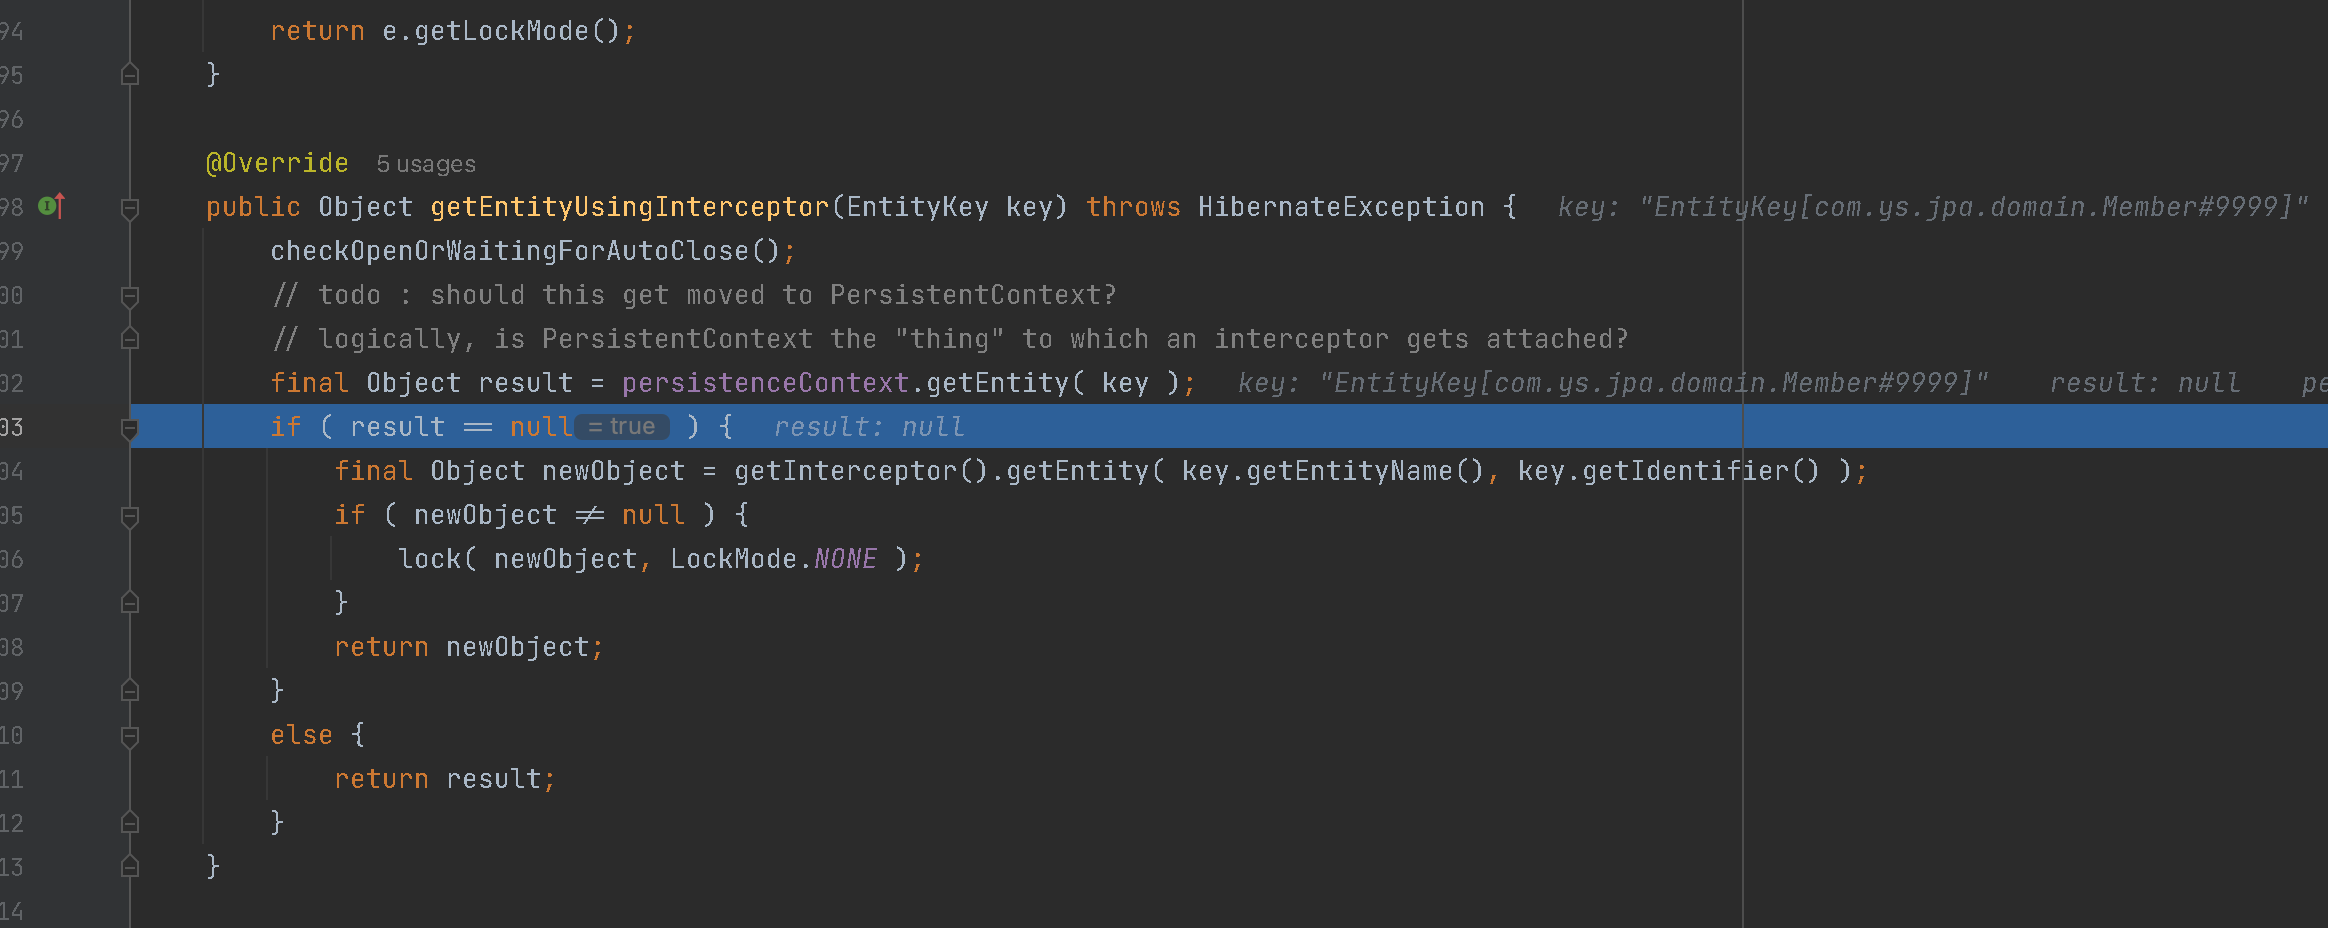 94 return e.getLockMode();
95 }
96
97 @Override 5 usages
98 public Object getEntityUsingInterceptor(EntityKey key) throws HibernateException { key: "EntityKey[com.ys.jpa.domain.Member#9999]"
99 checkOpenOrWaitingForAutoClose();
00 // todo : should this get moved to PersistentContext?
01 // logically, is PersistentContext the "thing" to which an interceptor gets attached?
02 final Object result = persistenceContext.getEntity( key ); key: "EntityKey[com.ys.jpa.domain.Member#9999]" result: null pe
03 if ( result == null = true ) { result: null
04 final Object newObject = getInterceptor().getEntity( key.getEntityName(), key.getIdentifier() );
05 if ( newObject != null ) {
06 lock( newObject, LockMode.NONE );
07 }
08 return newObject;
09 }
10 else {
11 return result;
12 }
13 }
14